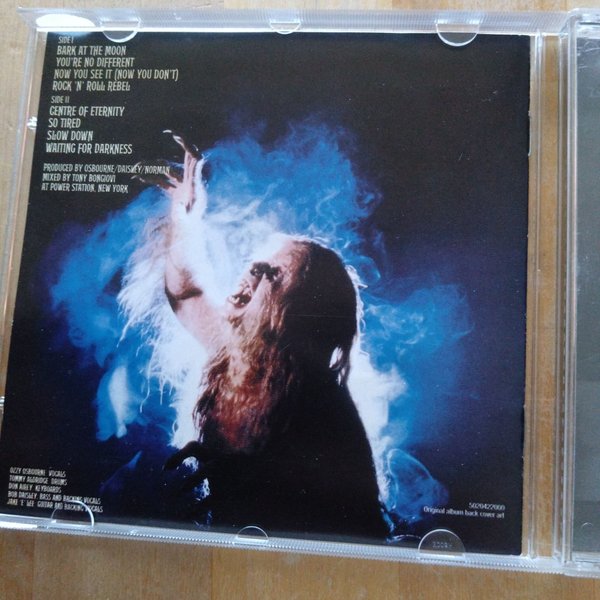 SIDE I
BARK AT THE MOON
YOU'RE NO DIFFERENT
NOW YOU SEE IT (NOW YOU DON'T)
ROCK 'N' ROLL REBEL
SIDE II
CENTRE OF ETERNITY
SO TIRED
SLOW DOWN
WAITING FOR DARKNESS
PRODUCED BY OSBOURNE/DAISLEY/NORMAN
MIXED BY TONY BONGIOVI
AT POWER STATION, NEW YORK
OZZY OSBOURNE VOCALS
TOMMY ALDRIDGE DRUMS
DON AIREY KEYBOARDS
BOB DAISLEY, BASS AND BACKING VOCALS
JAKE 'E' LEE GUITAR AND BACKING VOCALS
5020422000
Original album back cover art